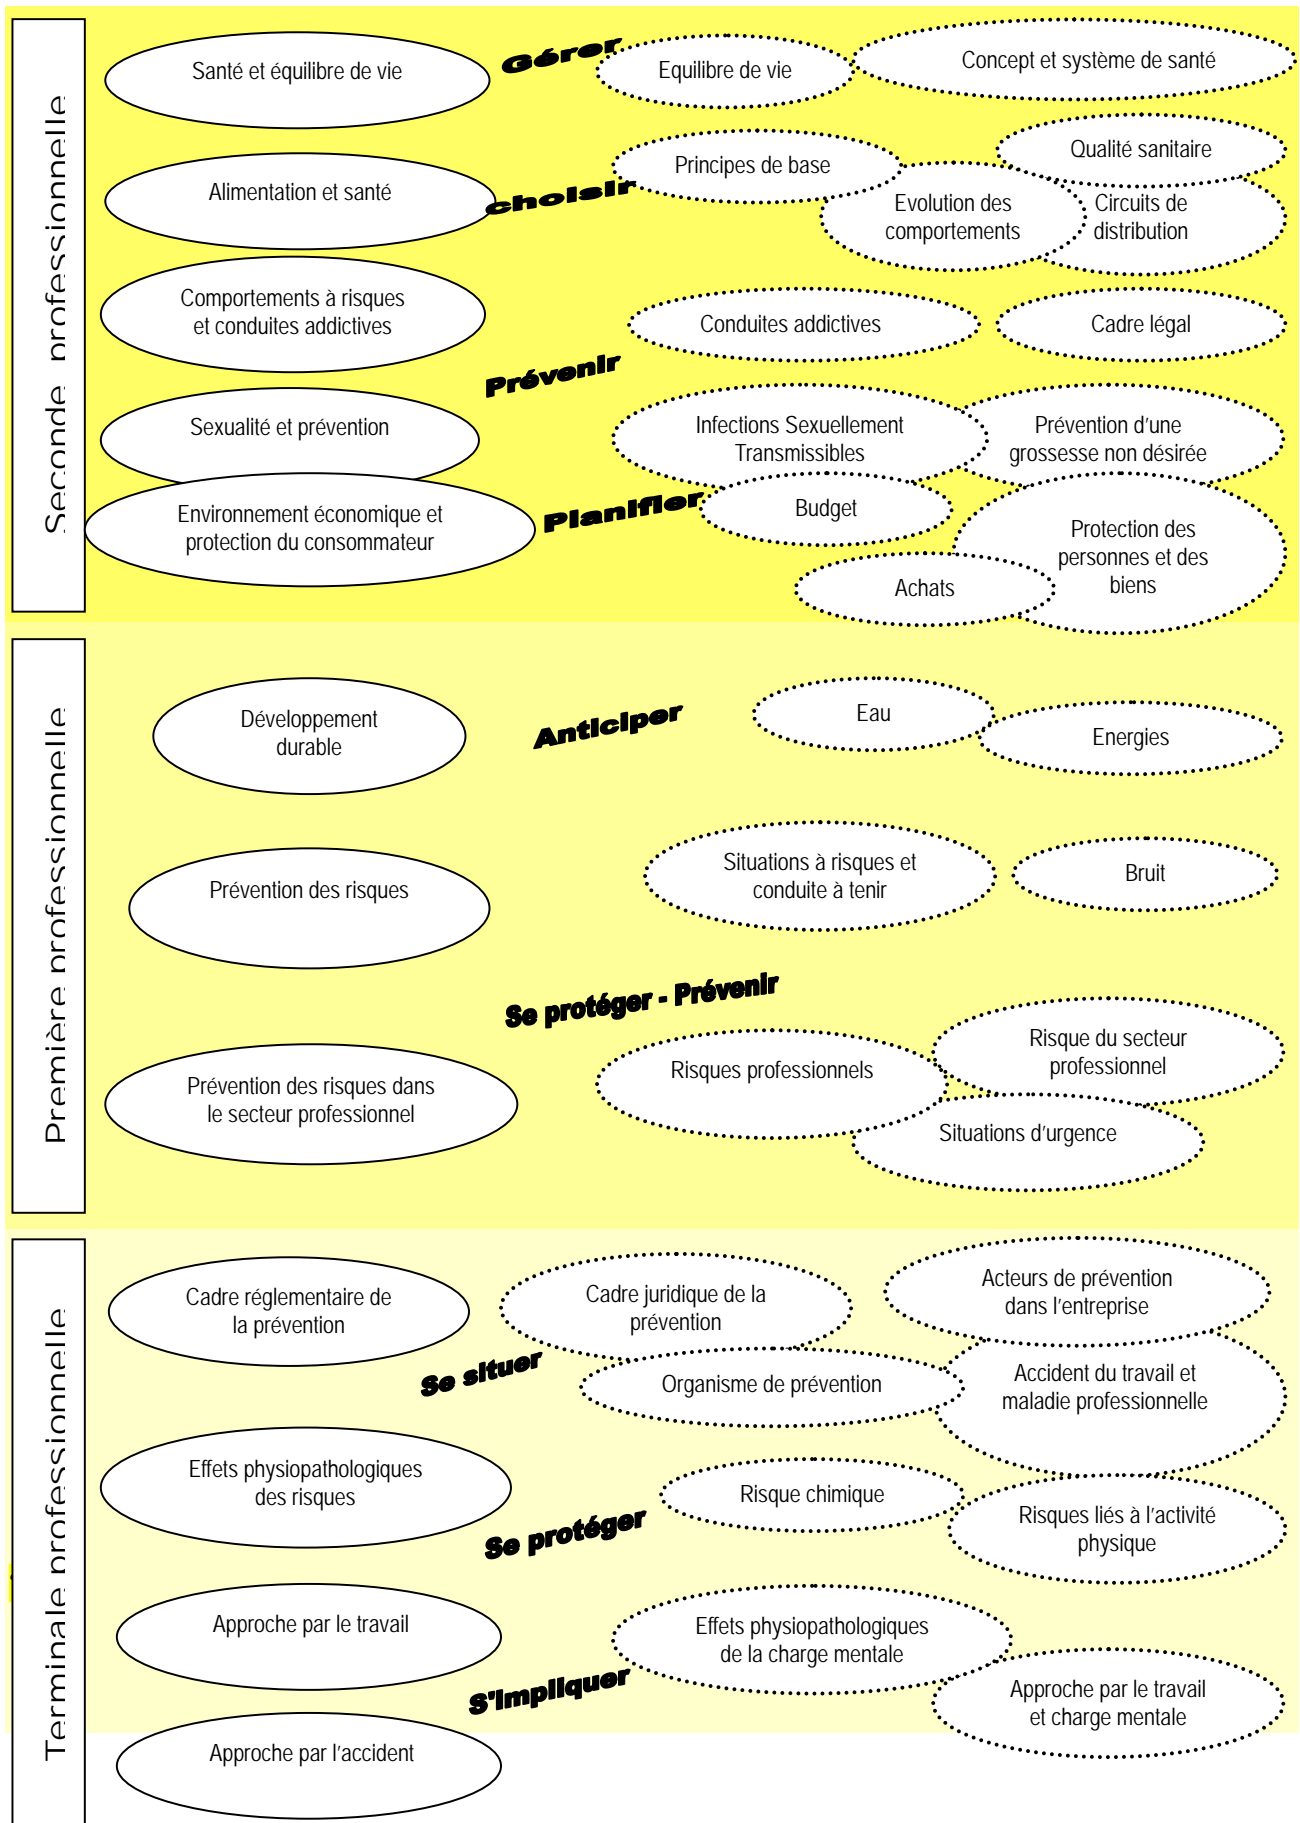 Seconde professionnelle
Santé et équilibre de vie
Gérer
Equilibre de vie
Concept et système de santé
Alimentation et santé
choisir
Principes de base
Qualité sanitaire
Evolution des
comportements
Circuits de
distribution
Comportements à risques
et conduites addictives
Conduites addictives
Cadre légal
Prévenir
Sexualité et prévention
Infections Sexuellement
Transmissibles
Prévention d'une
grossesse non désirée
Environnement économique et
protection du consommateur
Planifier
Budget
Protection des
personnes et des
biens
Achats
Première professionnelle
Développement
durable
Anticiper
Eau
Energies
Prévention des risques
Situations à risques et
conduite à tenir
Bruit
Se protéger - Prévenir
Prévention des risques dans
le secteur professionnel
Risques professionnels
Risque du secteur
professionnel
Situations d'urgence
Terminale professionnelle
Cadre réglementaire de
la prévention
Cadre juridique de la
prévention
Acteurs de prévention
dans l'entreprise
Se situer
Organisme de prévention
Accident du travail et
maladie professionnelle
Effets physiopathologiques
des risques
Se protéger
Risque chimique
Risques liés à l'activité
physique
Approche par le travail
Effets physiopathologiques
de la charge mentale
S'impliquer
Approche par le travail
et charge mentale
Approche par l'accident